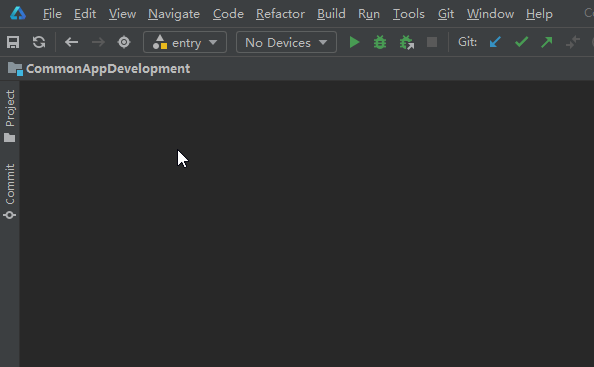 File Edit View Navigate Code Refactor Build Run Tools Git Window Help
entry No Devices Git:
CommonAppDevelopment
Project
Commit